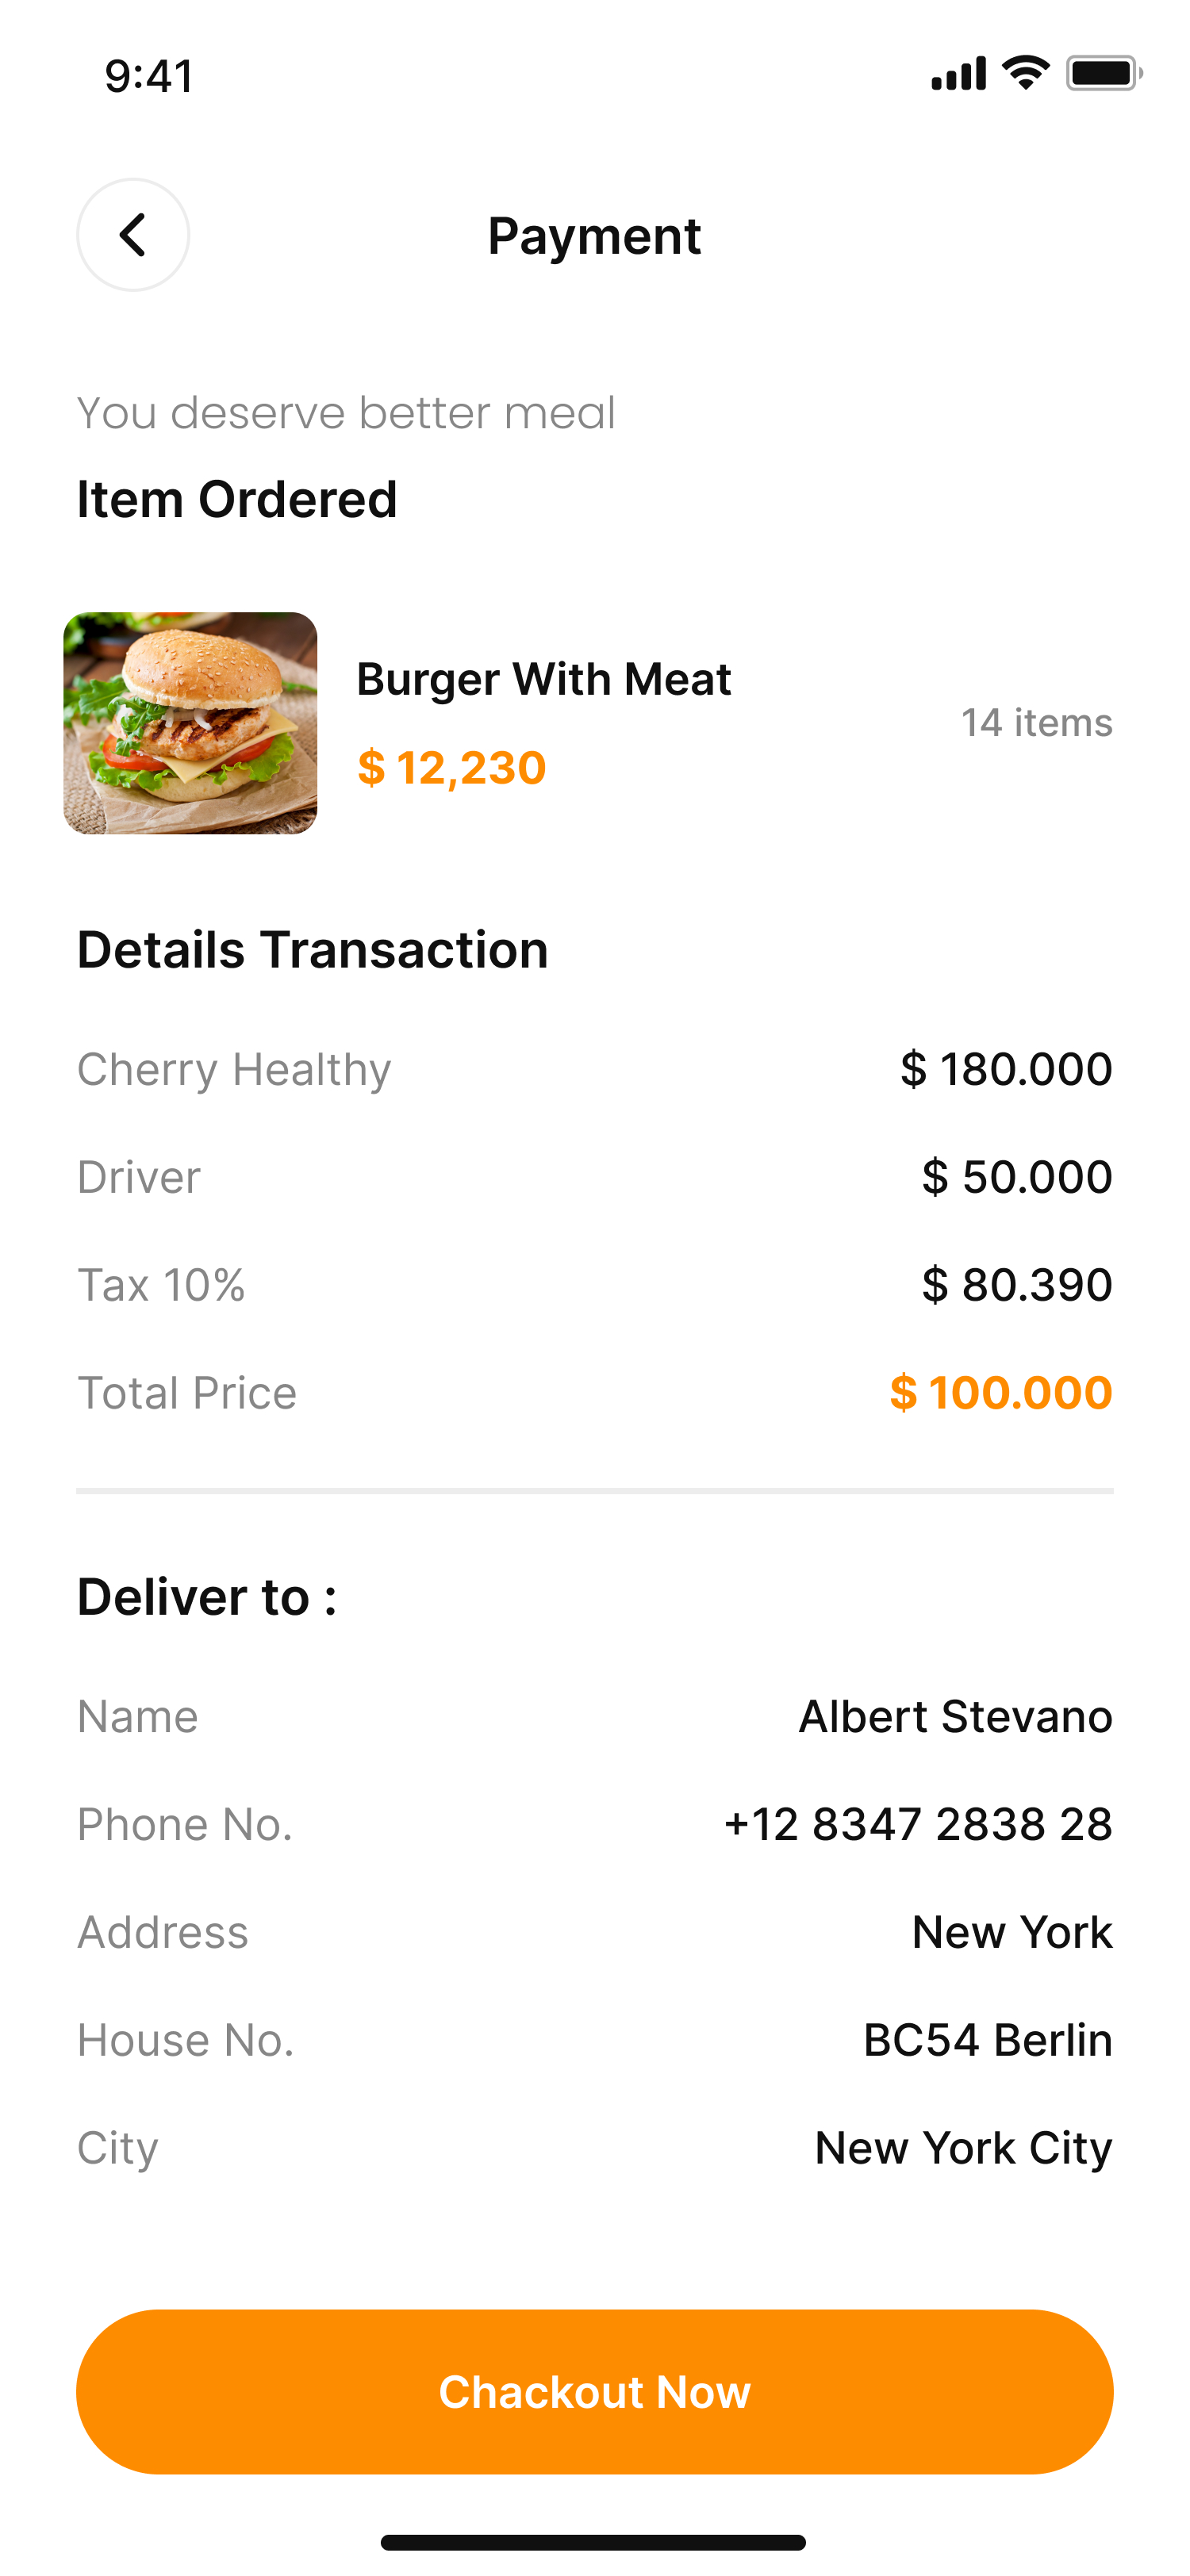 9:41
Payment
You deserve better meal
Item Ordered
Burger With Meat
$ 12,230
14 items
Details Transaction
Cherry Healthy $ 180.000
Driver $ 50.000
Tax 10% $ 80.390
Total Price $ 100.000
Deliver to :
Name Albert Stevano
Phone No. +12 8347 2838 28
Address New York
House No. BC54 Berlin
City New York City
Chackout Now